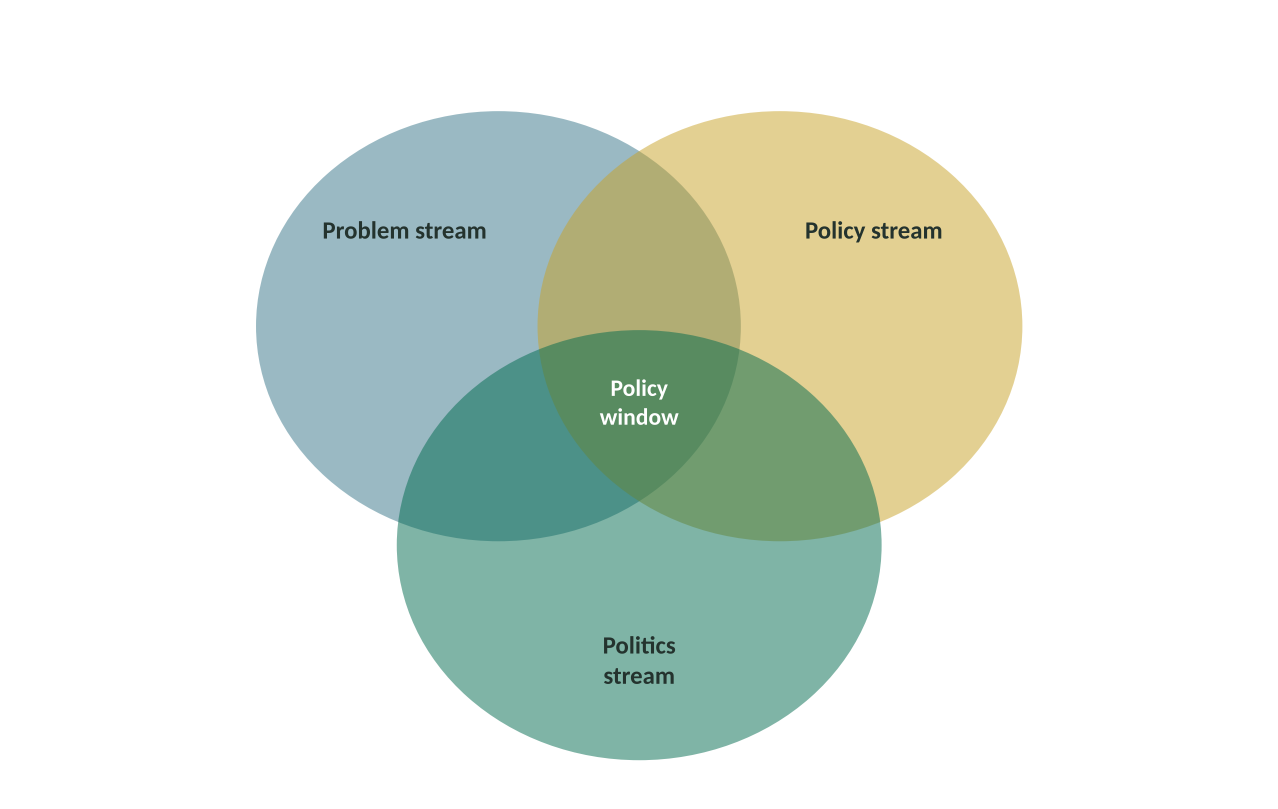 Problem stream
Policy stream
Policy
window
Politics
stream